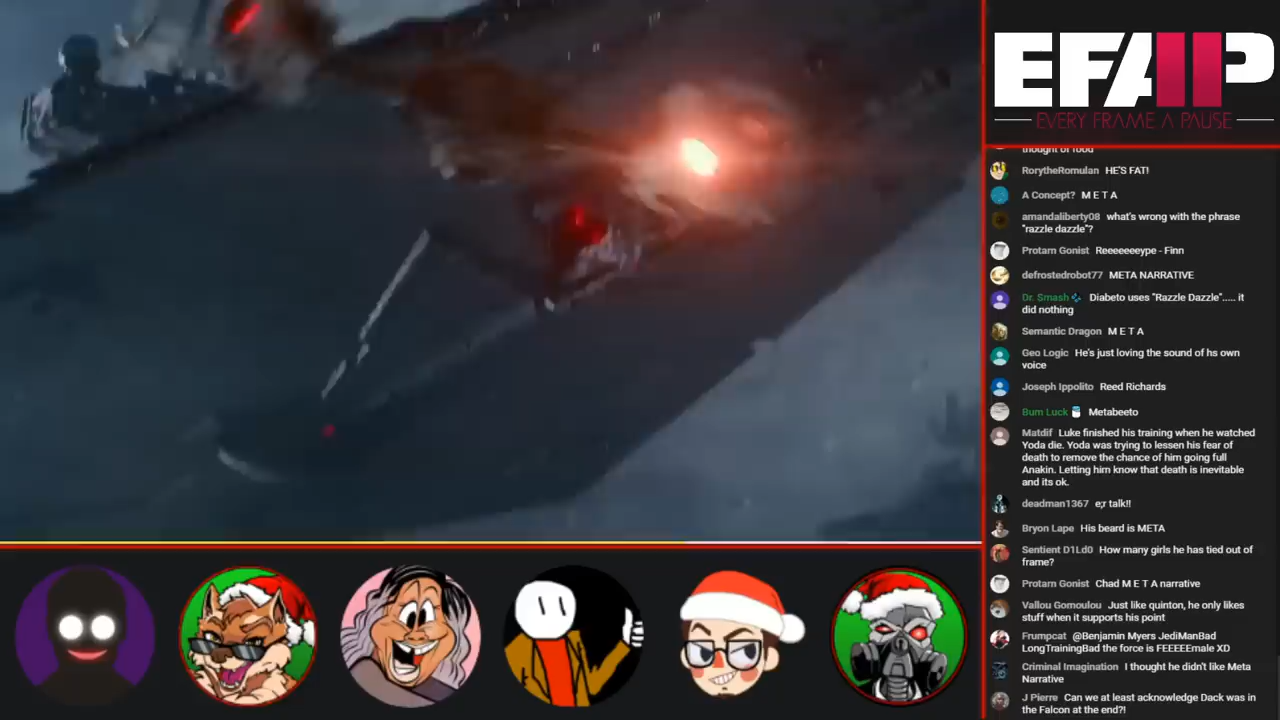 EFAP
EVERY FRAME A PAUSE
thought of food
RorytheRomulan HE'S FAT!
A Concept? M E T A
amandaliberty08 what's wrong with the phrase
"razzle dazzle"?
Protarn Gonist Reeeeeeeype - Finn
defrostedrobot77 META NARRATIVE
Dr. Smash Diabeto uses "Razzle Dazzle"..... it
did nothing
Semantic Dragon M E T A
Geo Logic He's just loving the sound of hs own
voice
Joseph Ippolito Reed Richards
Bum Luck Metabeeto
Matdif Luke finished his training when he watched
Yoda die. Yoda was trying to lessen his fear of
death to remove the chance of him going full
Anakin. Letting him know that death is inevitable
and its ok.
deadman1367 e;r talk!!
Bryon Lape His beard is META
Sentient D1Ld0 How many girls he has tied out of
frame?
Protarn Gonist Chad M E T A narrative
Vallou Gomoulou Just like quinton, he only likes
stuff when it supports his point
Frumpcat @Benjamin Myers JediManBad
LongTrainingBad the force is FEEEEEmale XD
Criminal Imagination I thought he didn't like Meta
Narrative
J Pierre Can we at least acknowledge Dack was in
the Falcon at the end?!